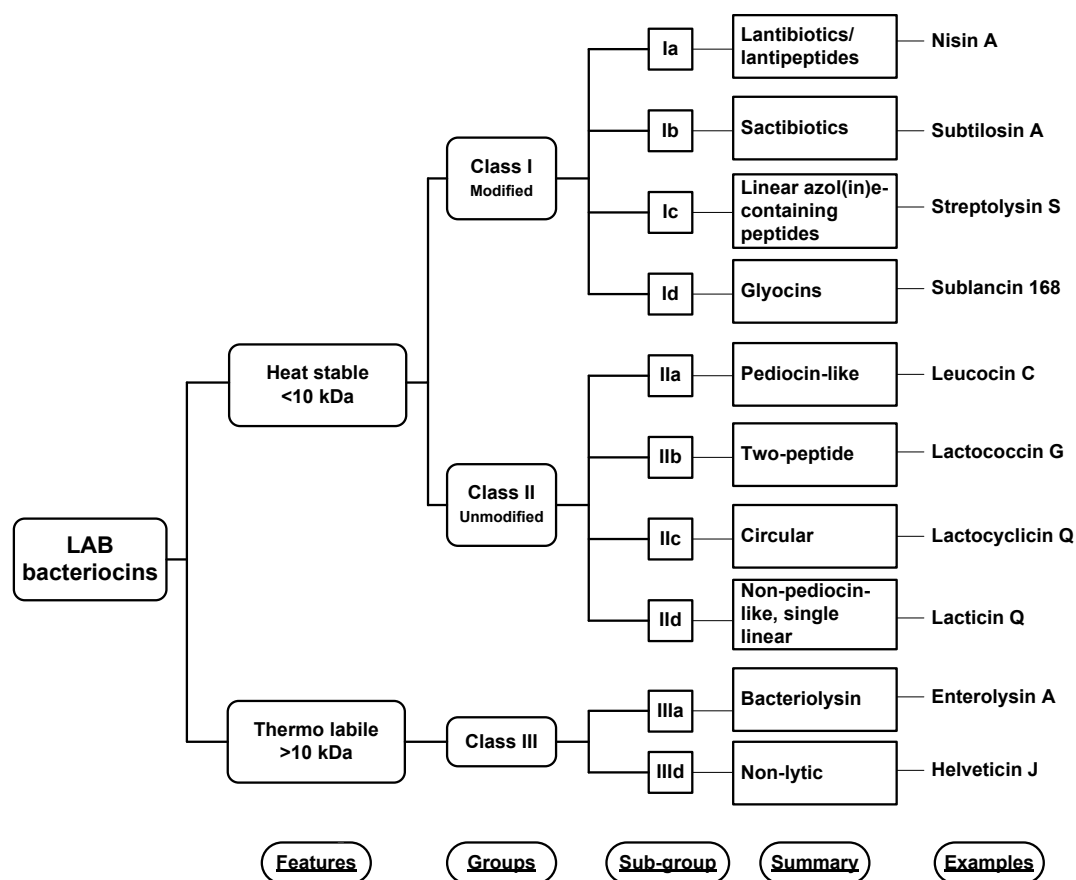 LAB
bacteriocins
Heat stable
<10 kDa
Thermo labile
>10 kDa
Class I
Modified
Class II
Unmodified
Class III
Ia
Lantibiotics/
lantipeptides
Nisin A
Ib
Sactibiotics
Subtilosin A
Ic
Linear azol(in)e-
containing
peptides
Streptolysin S
Id
Glyocins
Sublancin 168
IIa
Pediocin-like
Leucocin C
IIb
Two-peptide
Lactococcin G
IIc
Circular
Lactocyclicin Q
IId
Non-pediocin-
like, single
linear
Lacticin Q
IIIa
Bacteriolysin
Enterolysin A
IIId
Non-lytic
Helveticin J
Features
Groups
Sub-group
Summary
Examples